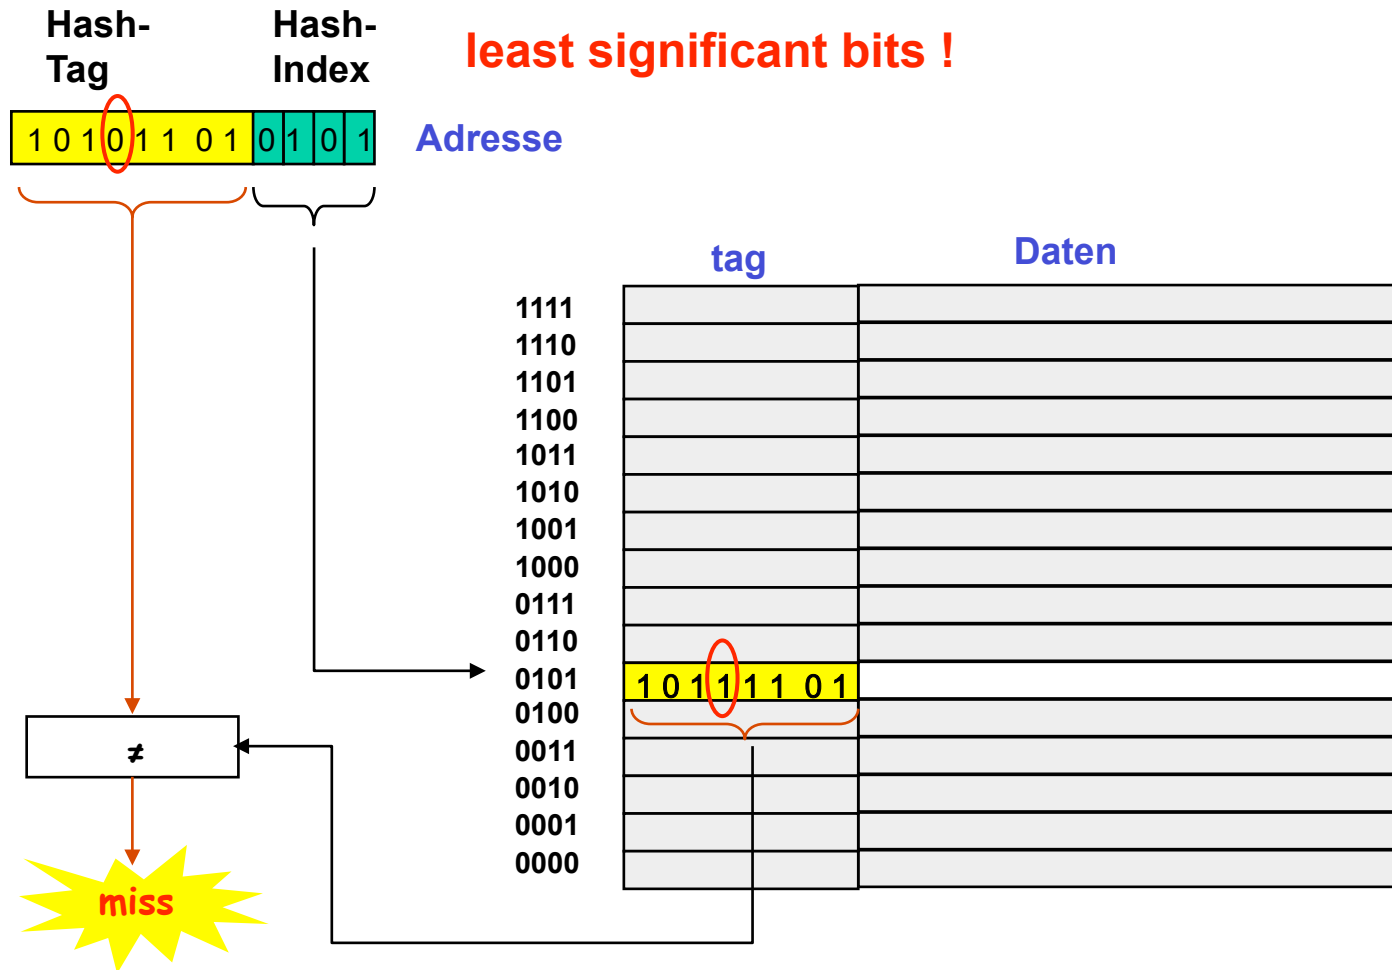 Hash-
Tag
Hash-
Index
least significant bits !
1 0 1 0 1 1 0 1 0 1 0 1
Adresse
tag
Daten
1111
1110
1101
1100
1011
1010
1001
1000
0111
0110
0101
1 0 1 1 1 1 0 1
0100
0011
0010
0001
0000
≠
miss